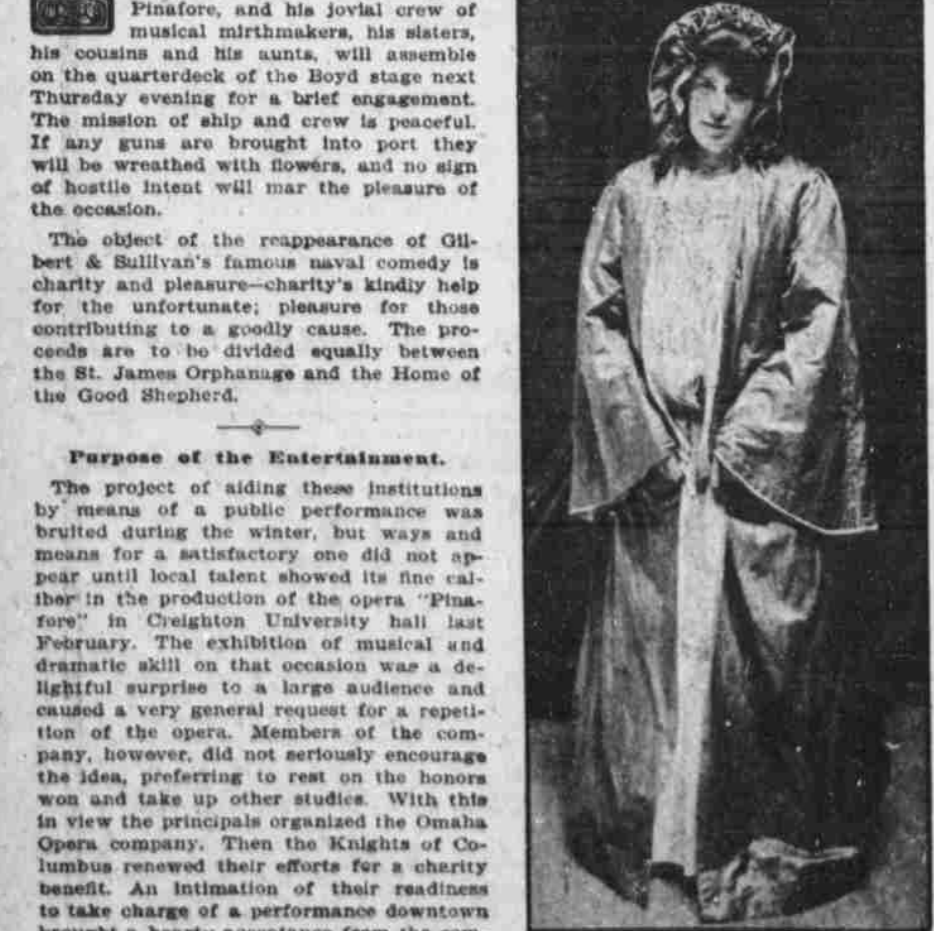 Pinafore, and his jovial crew of
musical mirthmakers, his sisters,
his cousins and his aunts, will assemble
on the quarterdeck of the Boyd stage next
Thursday evening for a brief engagement.
The mission of ship and crew is peaceful.
If any guns are brought into port they
will be wreathed with flowers, and no sign
of hostile intent will mar the pleasure of
the occasion.
The object of the reappearance of Gil-
bert & Sullivan's famous naval comedy is
charity and pleasure—charity's kindly help
for the unfortunate; pleasure for those
contributing to a goodly cause. The pro-
ceeds are to be divided equally between
the St. James Orphanage and the Home of
the Good Shepherd.
Purpose of the Entertainment.
The project of aiding these institutions
by means of a public performance was
bruited during the winter, but ways and
means for a satisfactory one did not ap-
pear until local talent showed its fine cal-
iber in the production of the opera "Pina-
fore" in Creighton University hall last
February. The exhibition of musical and
dramatic skill on that occasion was a de-
lightful surprise to a large audience and
caused a very general request for a repeti-
tion of the opera. Members of the com-
pany, however, did not seriously encourage
the idea, preferring to rest on the honors
won and take up other studies. With this
in view the principals organized the Omaha
Opera company. Then the Knights of Co-
lumbus renewed their efforts for a charity
benefit. An intimation of their readiness
to take charge of a performance downtown